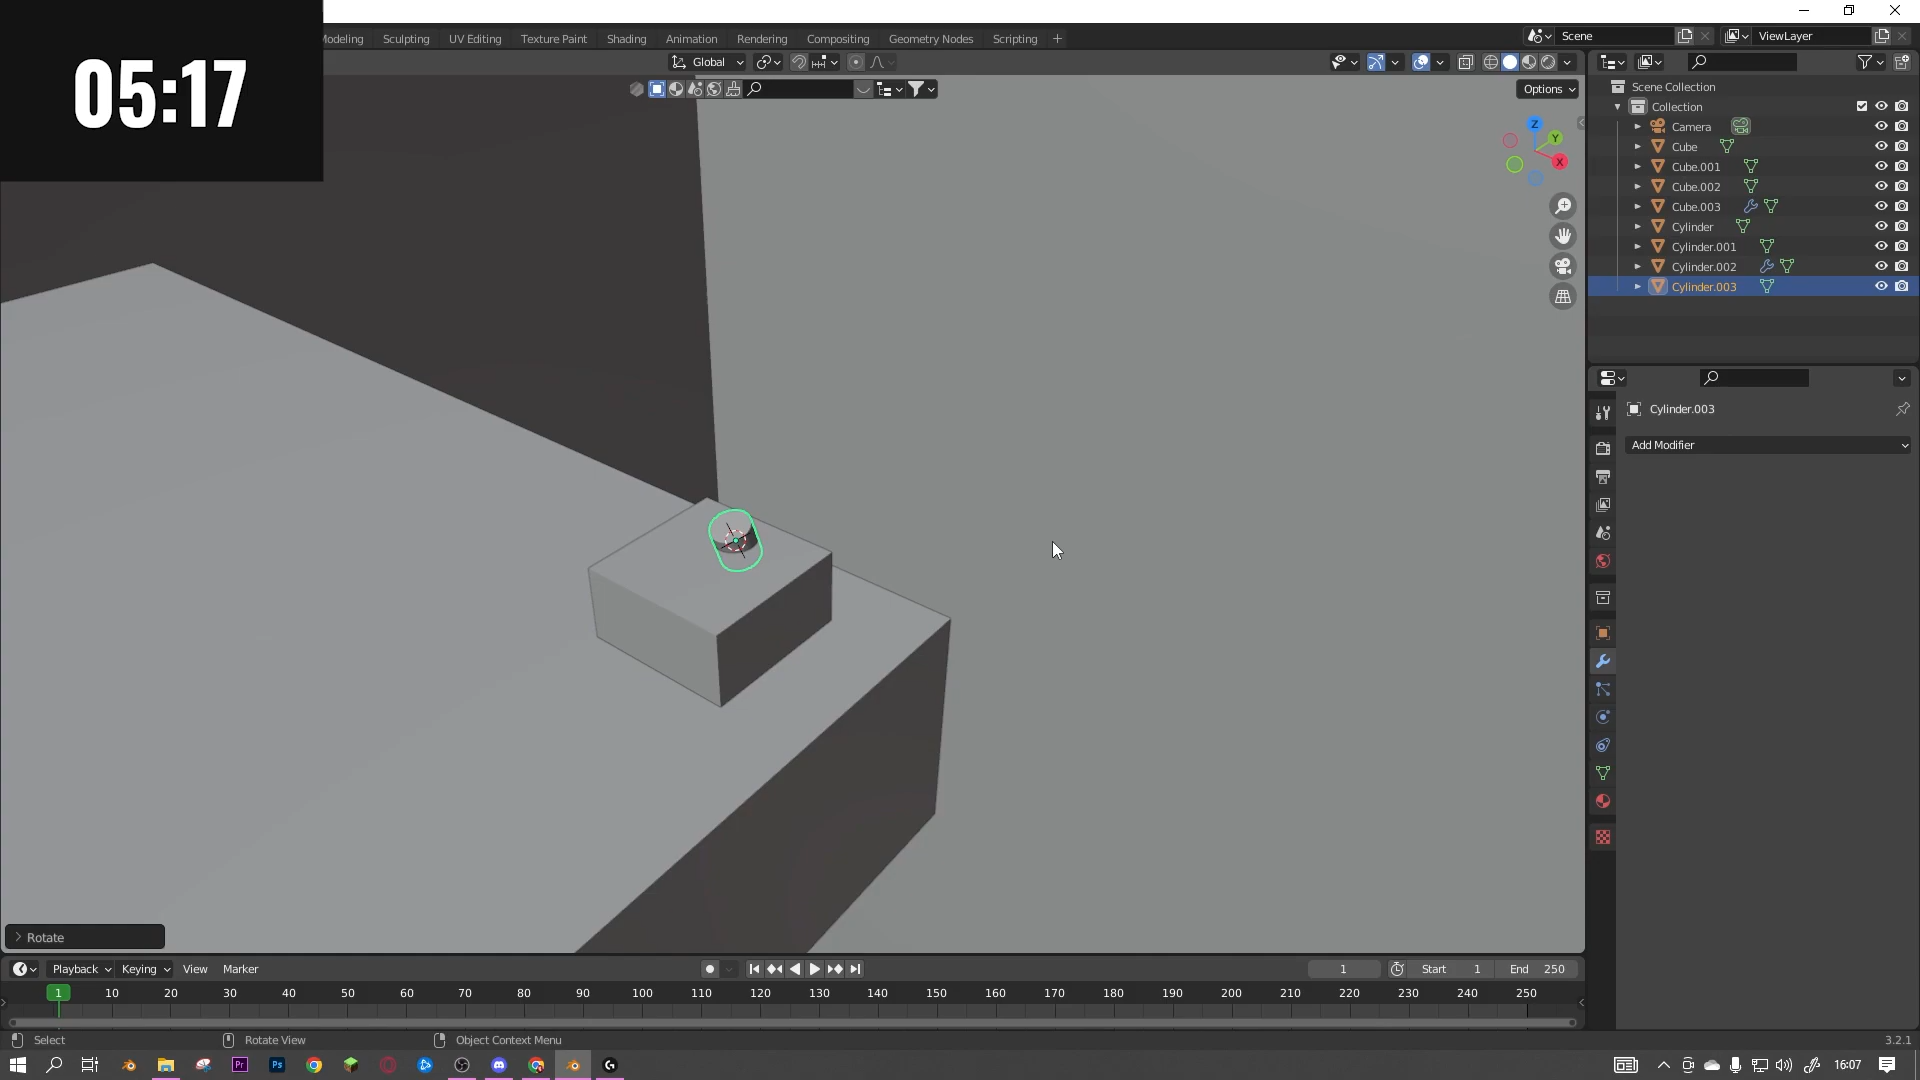 05:17
Modeling Sculpting UV Editing Texture Paint Shading Animation Rendering Compositing Geometry Nodes Scripting +
Scene
ViewLayer
Global
Options
Z
Y
X
Scene Collection
Collection
Camera
Cube
Cube.001
Cube.002
Cube.003
Cylinder
Cylinder.001
Cylinder.002
Cylinder.003
Cylinder.003
Add Modifier
Rotate
Playback Keying View Marker
1 Start 1 End 250
1 10 20 30 40 50 60 70 80 90 100 110 120 130 140 150 160 170 180 190 200 210 220 230 240 250
Select Rotate View Object Context Menu
3.2.1
Pr Ps
16:07